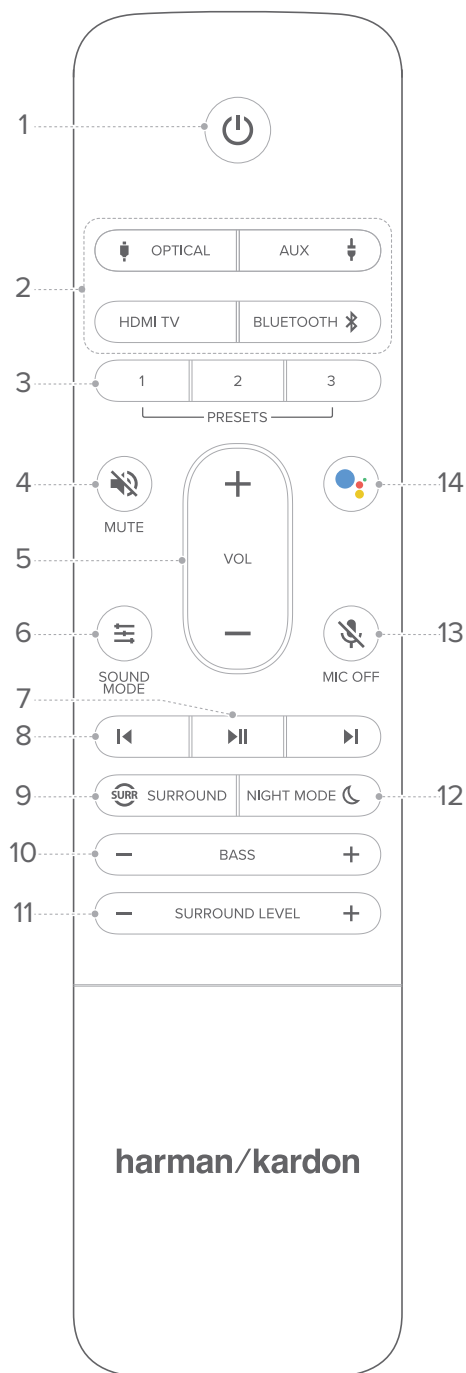 1
OPTICAL AUX
2
HDMI TV BLUETOOTH
3 1 2 3
PRESETS
4 14
MUTE
5 VOL
6 13
SOUND MODE MIC OFF
7
8
9 SURR SURROUND NIGHT MODE 12
10 − BASS +
11 − SURROUND LEVEL +
harman/kardon